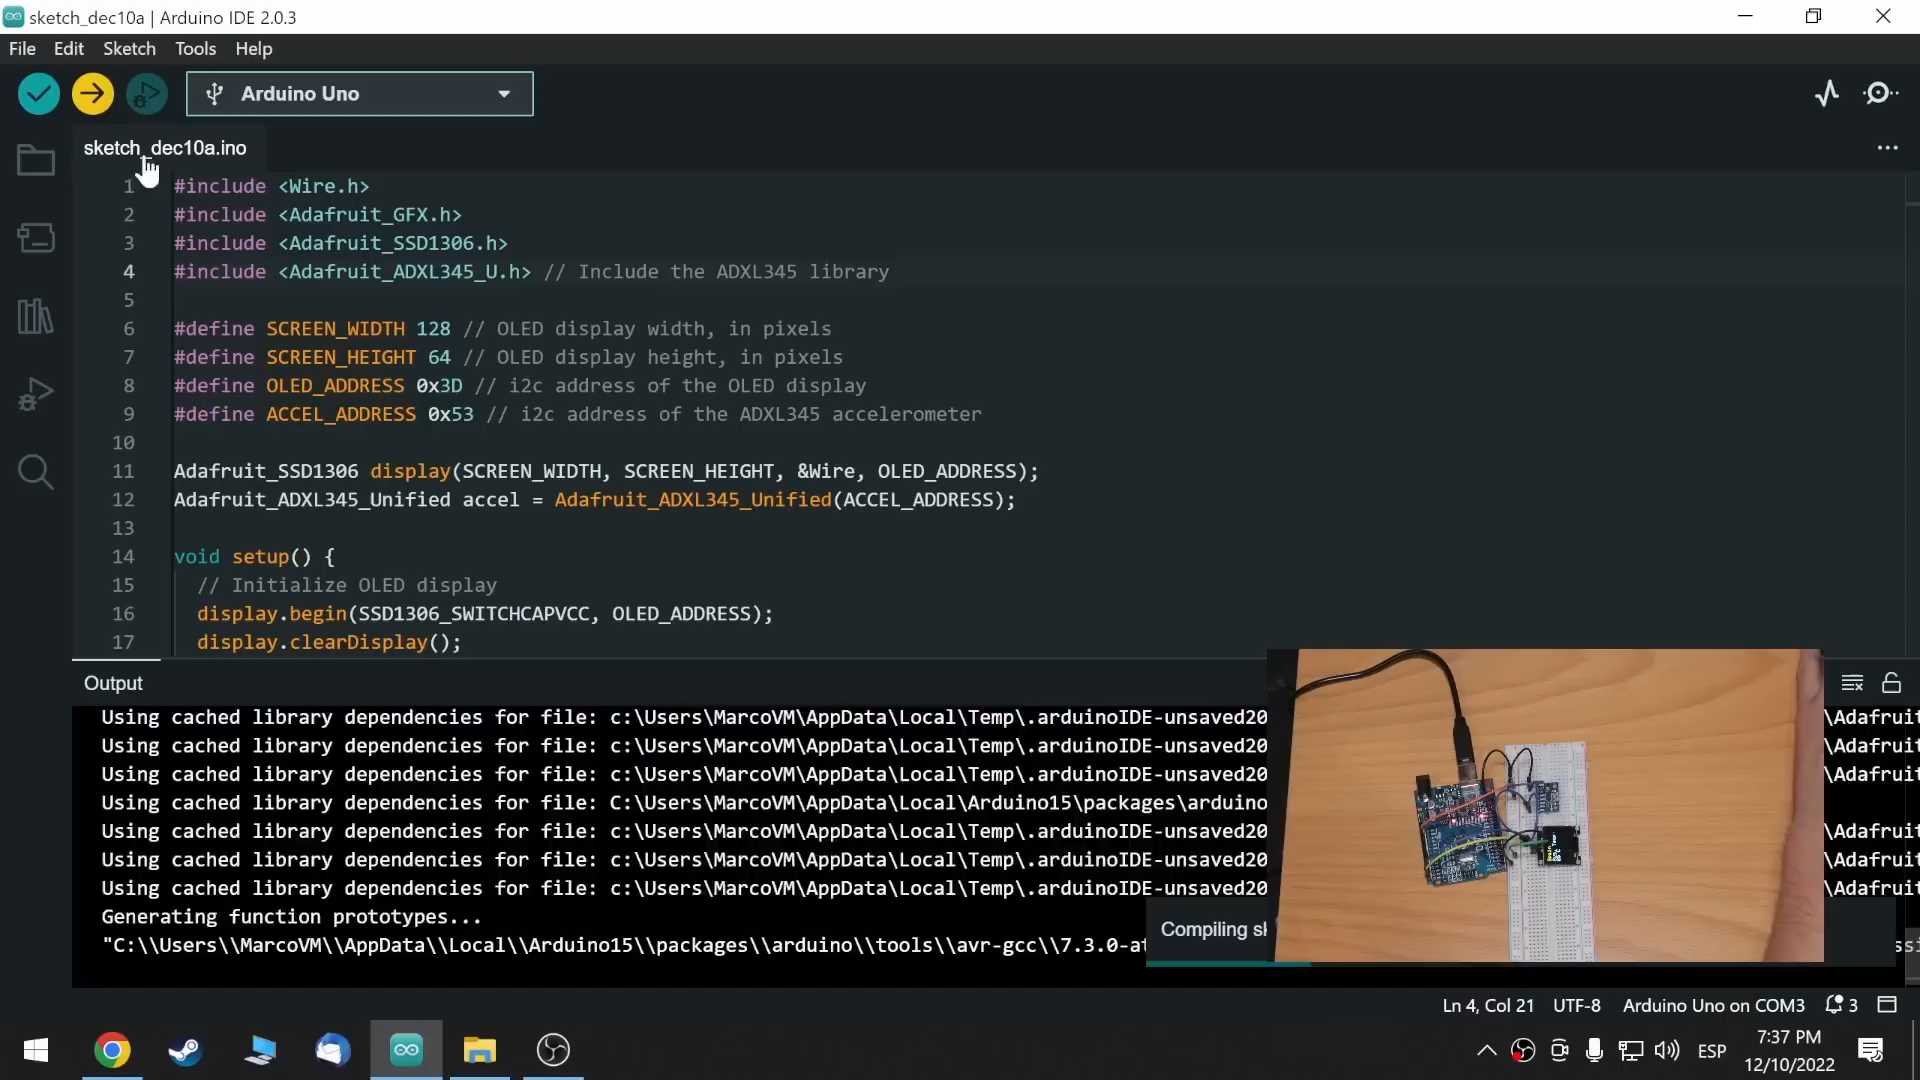 sketch_dec10a | Arduino IDE 2.0.3
File Edit Sketch Tools Help
Arduino Uno
sketch_dec10a.ino
1 #include <Wire.h>
2 #include <Adafruit_GFX.h>
3 #include <Adafruit_SSD1306.h>
4 #include <Adafruit_ADXL345_U.h> // Include the ADXL345 library
5
6 #define SCREEN_WIDTH 128 // OLED display width, in pixels
7 #define SCREEN_HEIGHT 64 // OLED display height, in pixels
8 #define OLED_ADDRESS 0x3D // i2c address of the OLED display
9 #define ACCEL_ADDRESS 0x53 // i2c address of the ADXL345 accelerometer
10
11 Adafruit_SSD1306 display(SCREEN_WIDTH, SCREEN_HEIGHT, &Wire, OLED_ADDRESS);
12 Adafruit_ADXL345_Unified accel = Adafruit_ADXL345_Unified(ACCEL_ADDRESS);
13
14 void setup() {
15 // Initialize OLED display
16 display.begin(SSD1306_SWITCHCAPVCC, OLED_ADDRESS);
17 display.clearDisplay();
Output
Using cached library dependencies for file: c:\Users\MarcoVM\AppData\Local\Temp\.arduinoIDE-unsaved20 \Adafruit
Using cached library dependencies for file: c:\Users\MarcoVM\AppData\Local\Temp\.arduinoIDE-unsaved20 \Adafruit
Using cached library dependencies for file: c:\Users\MarcoVM\AppData\Local\Temp\.arduinoIDE-unsaved20 \Adafruit
Using cached library dependencies for file: C:\Users\MarcoVM\AppData\Local\Arduino15\packages\arduino
Using cached library dependencies for file: c:\Users\MarcoVM\AppData\Local\Temp\.arduinoIDE-unsaved20 \Adafruit
Using cached library dependencies for file: c:\Users\MarcoVM\AppData\Local\Temp\.arduinoIDE-unsaved20 \Adafruit
Using cached library dependencies for file: c:\Users\MarcoVM\AppData\Local\Temp\.arduinoIDE-unsaved20 \Adafruit
Generating function prototypes...
Compiling sk
"C:\\Users\\MarcoVM\\AppData\\Local\\Arduino15\\packages\\arduino\\tools\\avr-gcc\\7.3.0-at
Ln 4, Col 21 UTF-8 Arduino Uno on COM3 3
ESP 7:37 PM
12/10/2022